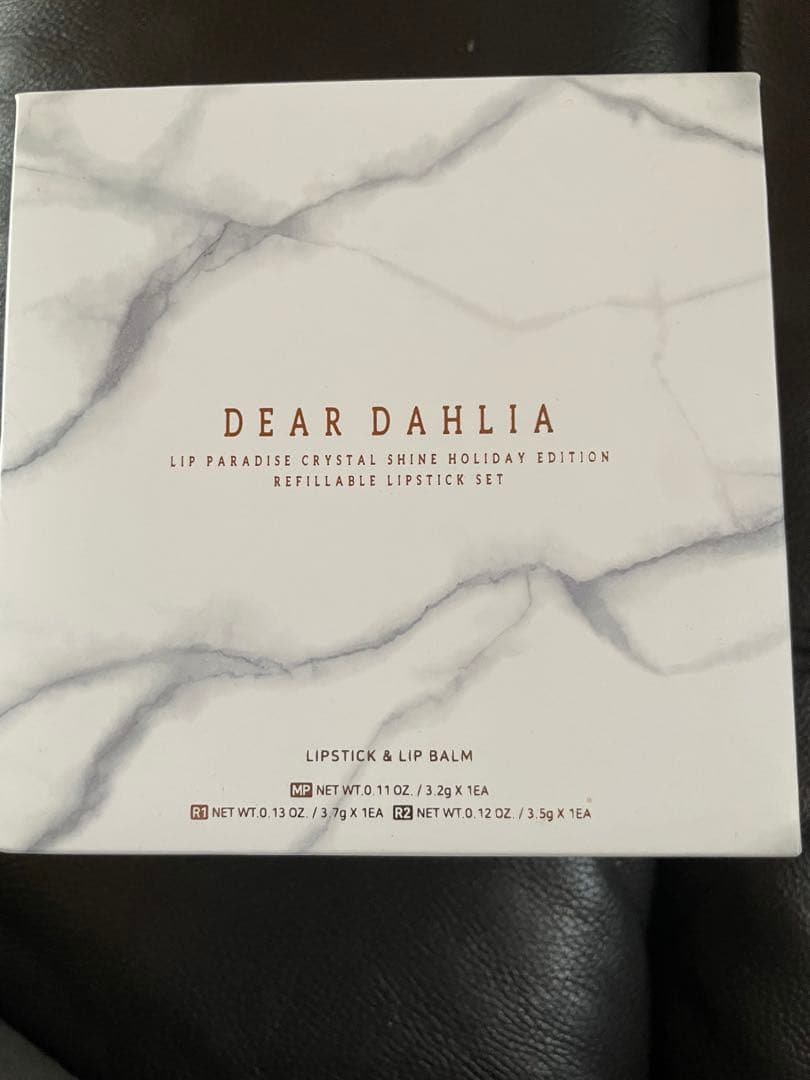 DEAR DAHLIA
LIP PARADISE CRYSTAL SHINE HOLIDAY EDITION
REFILLABLE LIPSTICK SET
LIPSTICK & LIP BALM
MP NET WT.0.11 OZ. / 3.2g X 1EA
R1 NET WT.0.13 OZ. / 3.7g X 1EA R2 NET WT.0.12 OZ. / 3.5g X 1EA